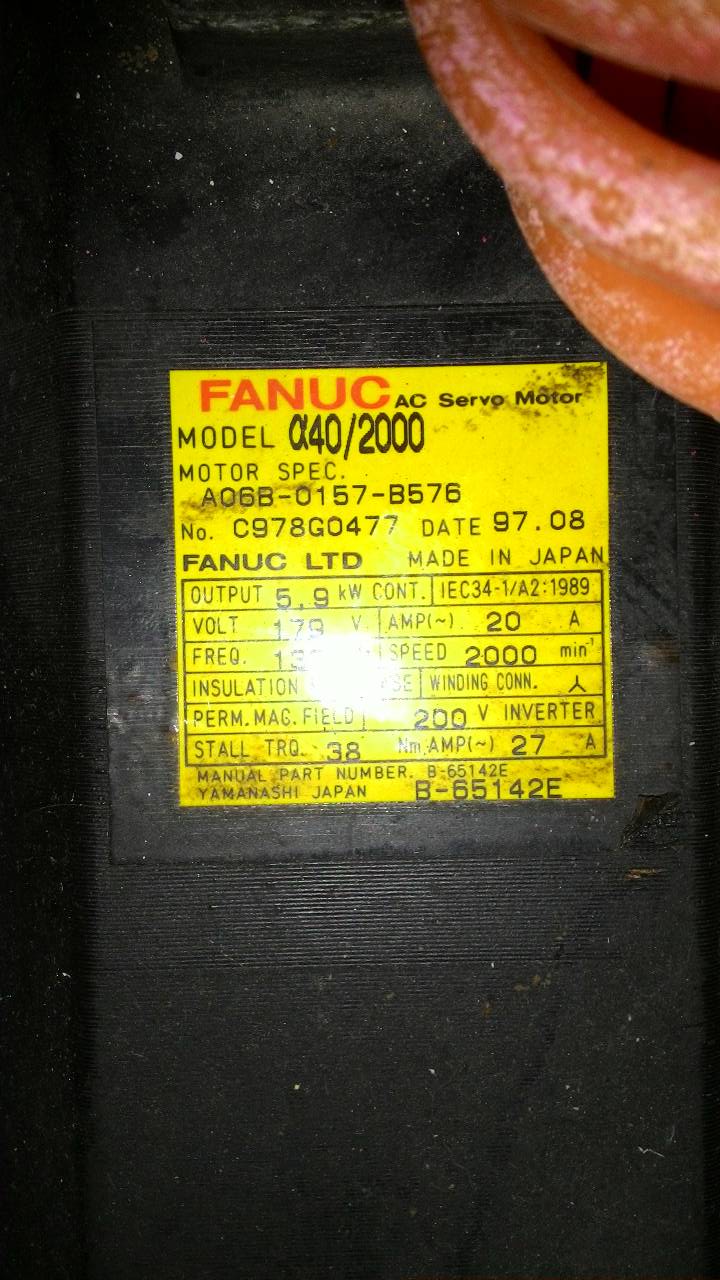 FANUC AC Servo Motor
MODEL α40/2000
MOTOR SPEC.
A06B-0157-B576
No. C978G0477 DATE 97.08
FANUC LTD MADE IN JAPAN
OUTPUT 5.9 kW CONT. IEC34-1/A2:1989
VOLT 179 V AMP(~) 20 A
FREQ. SPEED 2000 min⁻¹
INSULATION WINDING CONN. 人
PERM.MAG.FIELD 200 V INVERTER
STALL TRQ. 38 Nm AMP(~) 27 A
MANUAL PART NUMBER. B-65142E
YAMANASHI JAPAN B-65142E